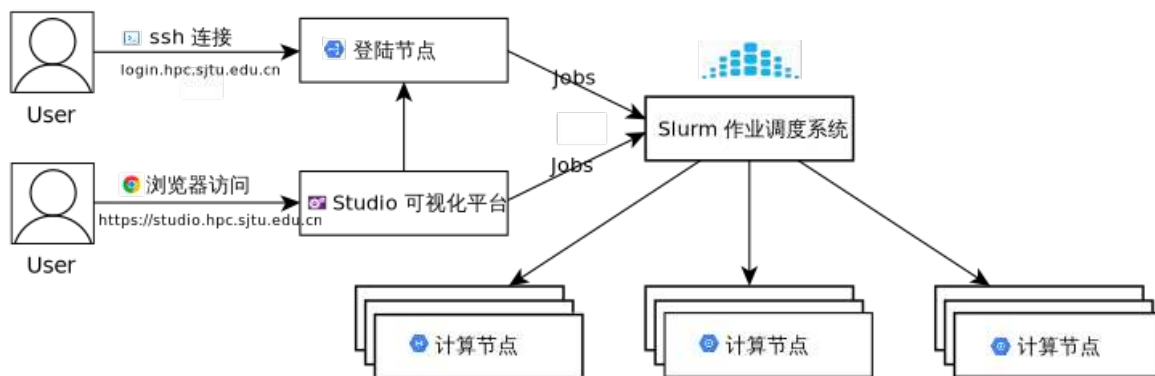 ssh 连接
login.hpc.sjtu.edu.cn
User
登陆节点
Jobs
Slurm 作业调度系统
浏览器访问
https://studio.hpc.sjtu.edu.cn
User
Studio 可视化平台
Jobs
计算节点
计算节点
计算节点